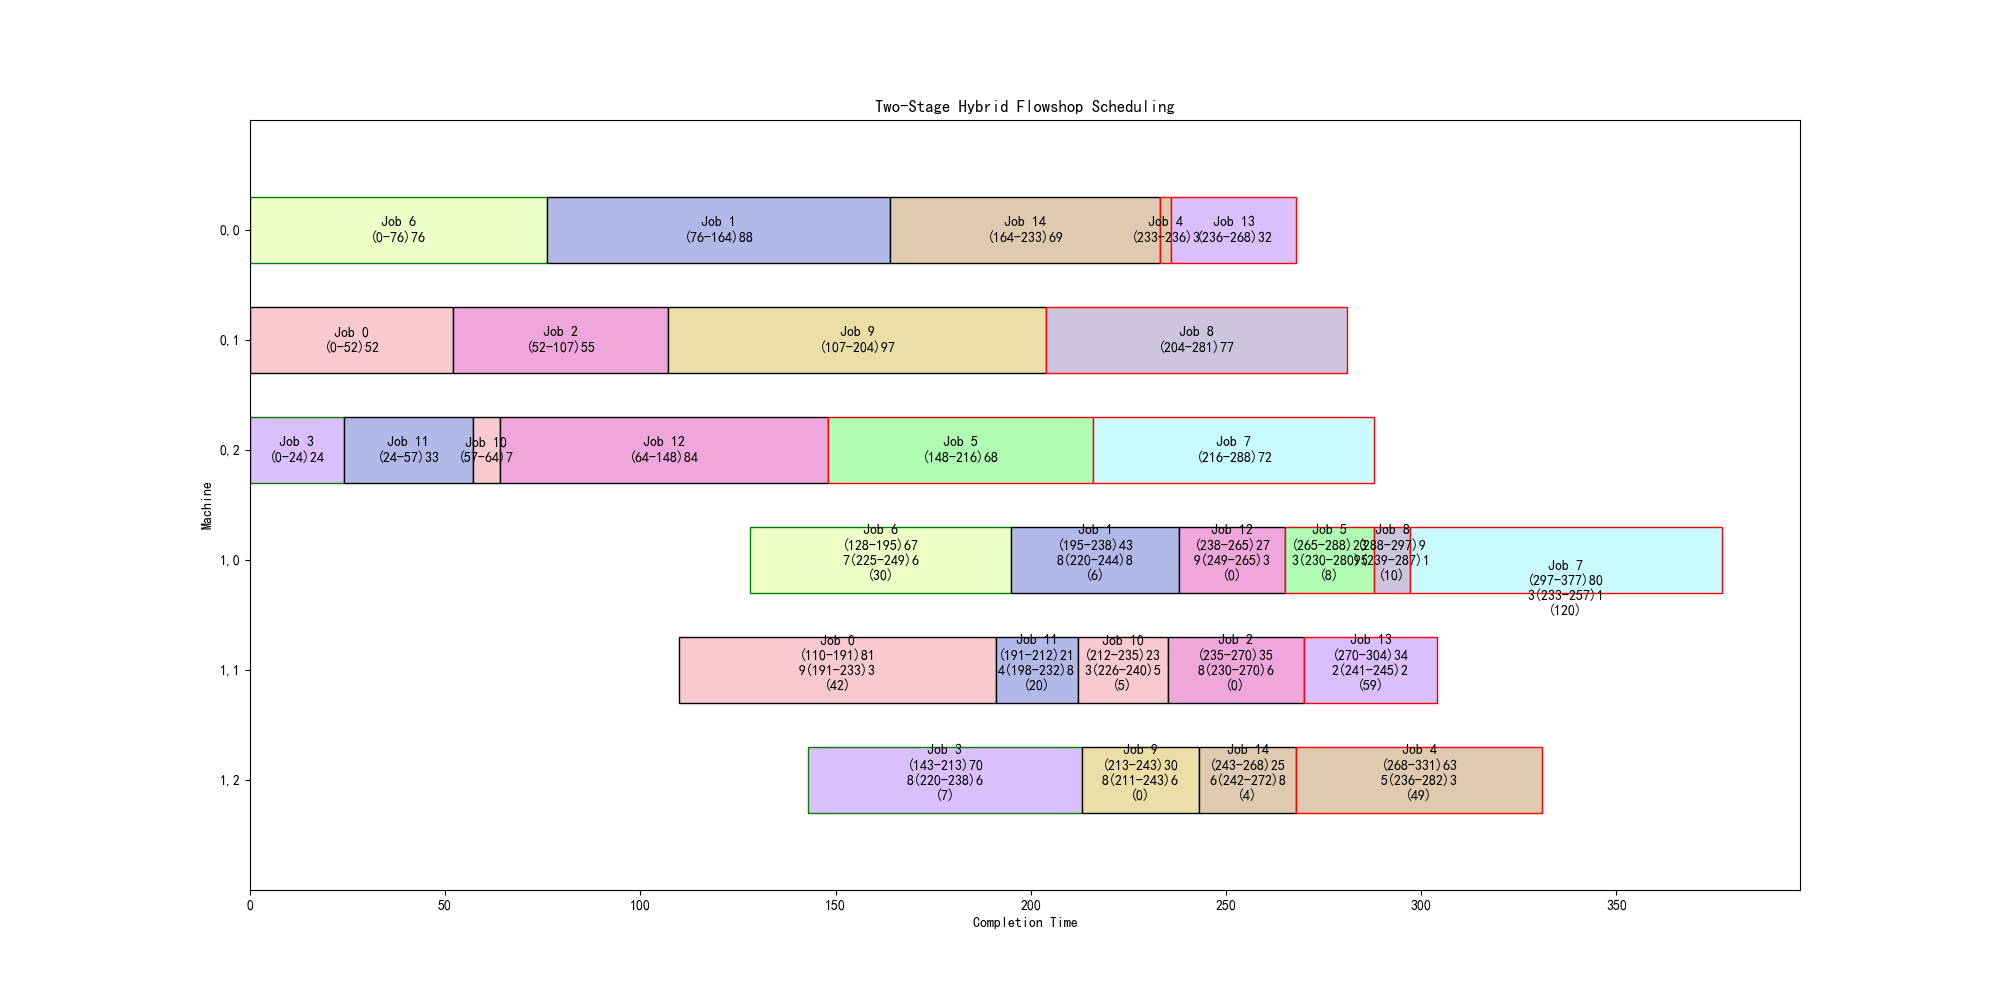 Two-Stage Hybrid Flowshop Scheduling
0,0
Job 6
(0-76)76
Job 1
(76-164)88
Job 14
(164-233)69
Job 4
(233-236)3
Job 13
(236-268)32
0,1
Job 0
(0-52)52
Job 2
(52-107)55
Job 9
(107-204)97
Job 8
(204-281)77
0,2
Job 3
(0-24)24
Job 11
(24-57)33
Job 10
(57-64)7
Job 12
(64-148)84
Job 5
(148-216)68
Job 7
(216-288)72
Machine
1,0
Job 6
(128-195)67
7(225-249)6
(30)
Job 1
(195-238)43
8(220-244)8
(6)
Job 12
(238-265)27
9(249-265)3
(0)
Job 5
(265-288)23
(8)
Job 8
(288-297)9
(10)
Job 7
(297-377)80
3(233-257)1
(120)
1,1
Job 0
(110-191)81
9(191-233)3
(42)
Job 11
(191-212)21
4(198-232)8
(20)
Job 10
(212-235)23
3(226-240)5
(5)
Job 2
(235-270)35
8(230-270)6
(0)
Job 13
(270-304)34
2(241-245)2
(59)
1,2
Job 3
(143-213)70
8(220-238)6
(7)
Job 9
(213-243)30
8(211-243)6
(0)
Job 14
(243-268)25
6(242-272)8
(4)
Job 4
(268-331)63
5(236-282)3
(49)
0
50
100
150
200
250
300
350
Completion Time